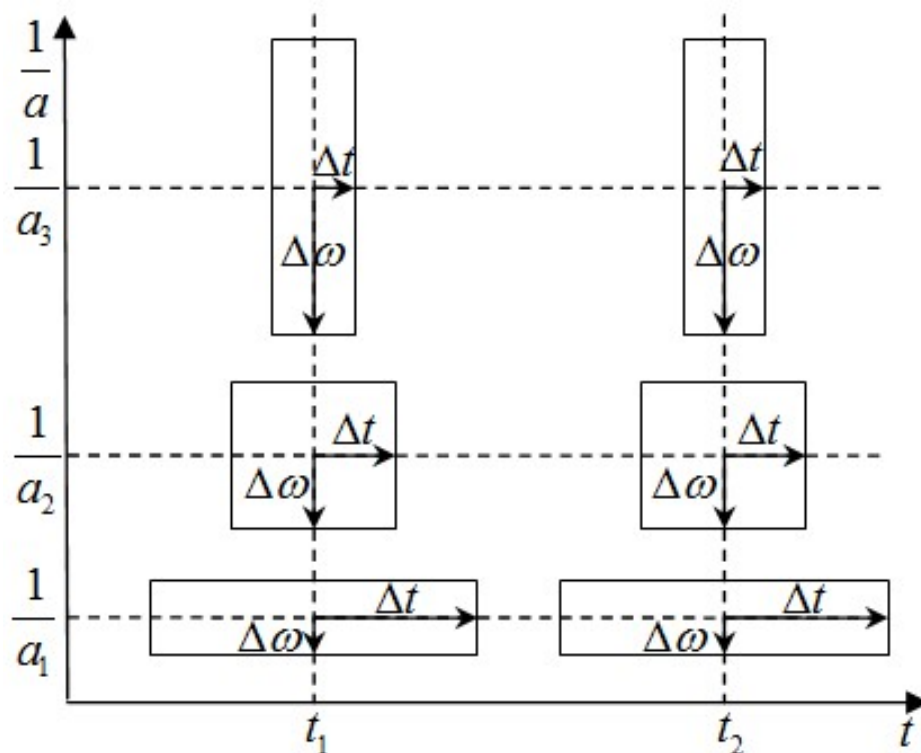 1/a
Δt Δt
1/a₃
Δω Δω
1/a₂ Δt Δt
Δω Δω
1/a₁ Δt Δt
Δω Δω
t₁ t₂ t